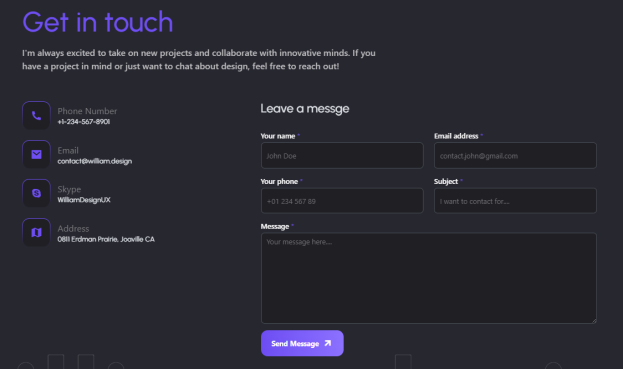 Get in touch
I'm always excited to take on new projects and collaborate with innovative minds. If you
have a project in mind or just want to chat about design, feel free to reach out!
Phone Number
+1-234-567-8901
Email
contact@william.design
Skype
WilliamDesignUX
Address
0811 Erdman Prairie, Joaville CA
Leave a messge
Your name *
John Doe
Email address *
contact.john@gmail.com
Your phone *
+01 234 567 89
Subject *
I want to contact for...
Message *
Your message here...
Send Message